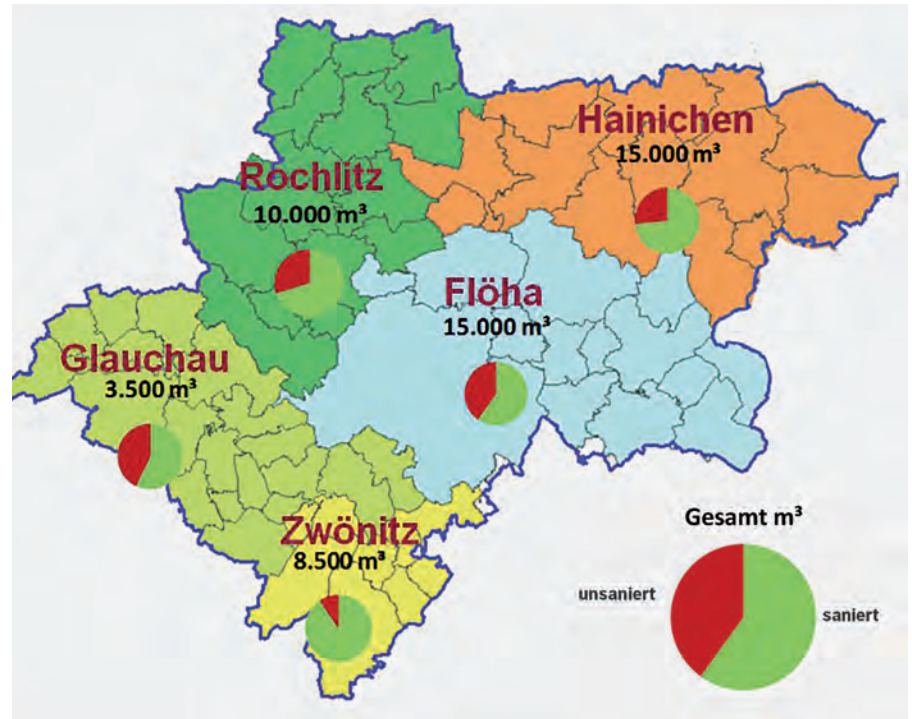 Hainichen
15.000 m³
Rochlitz
10.000 m³
Flöha
15.000 m³
Glauchau
3.500 m³
Zwönitz
8.500 m³
Gesamt m³
unsaniert
saniert